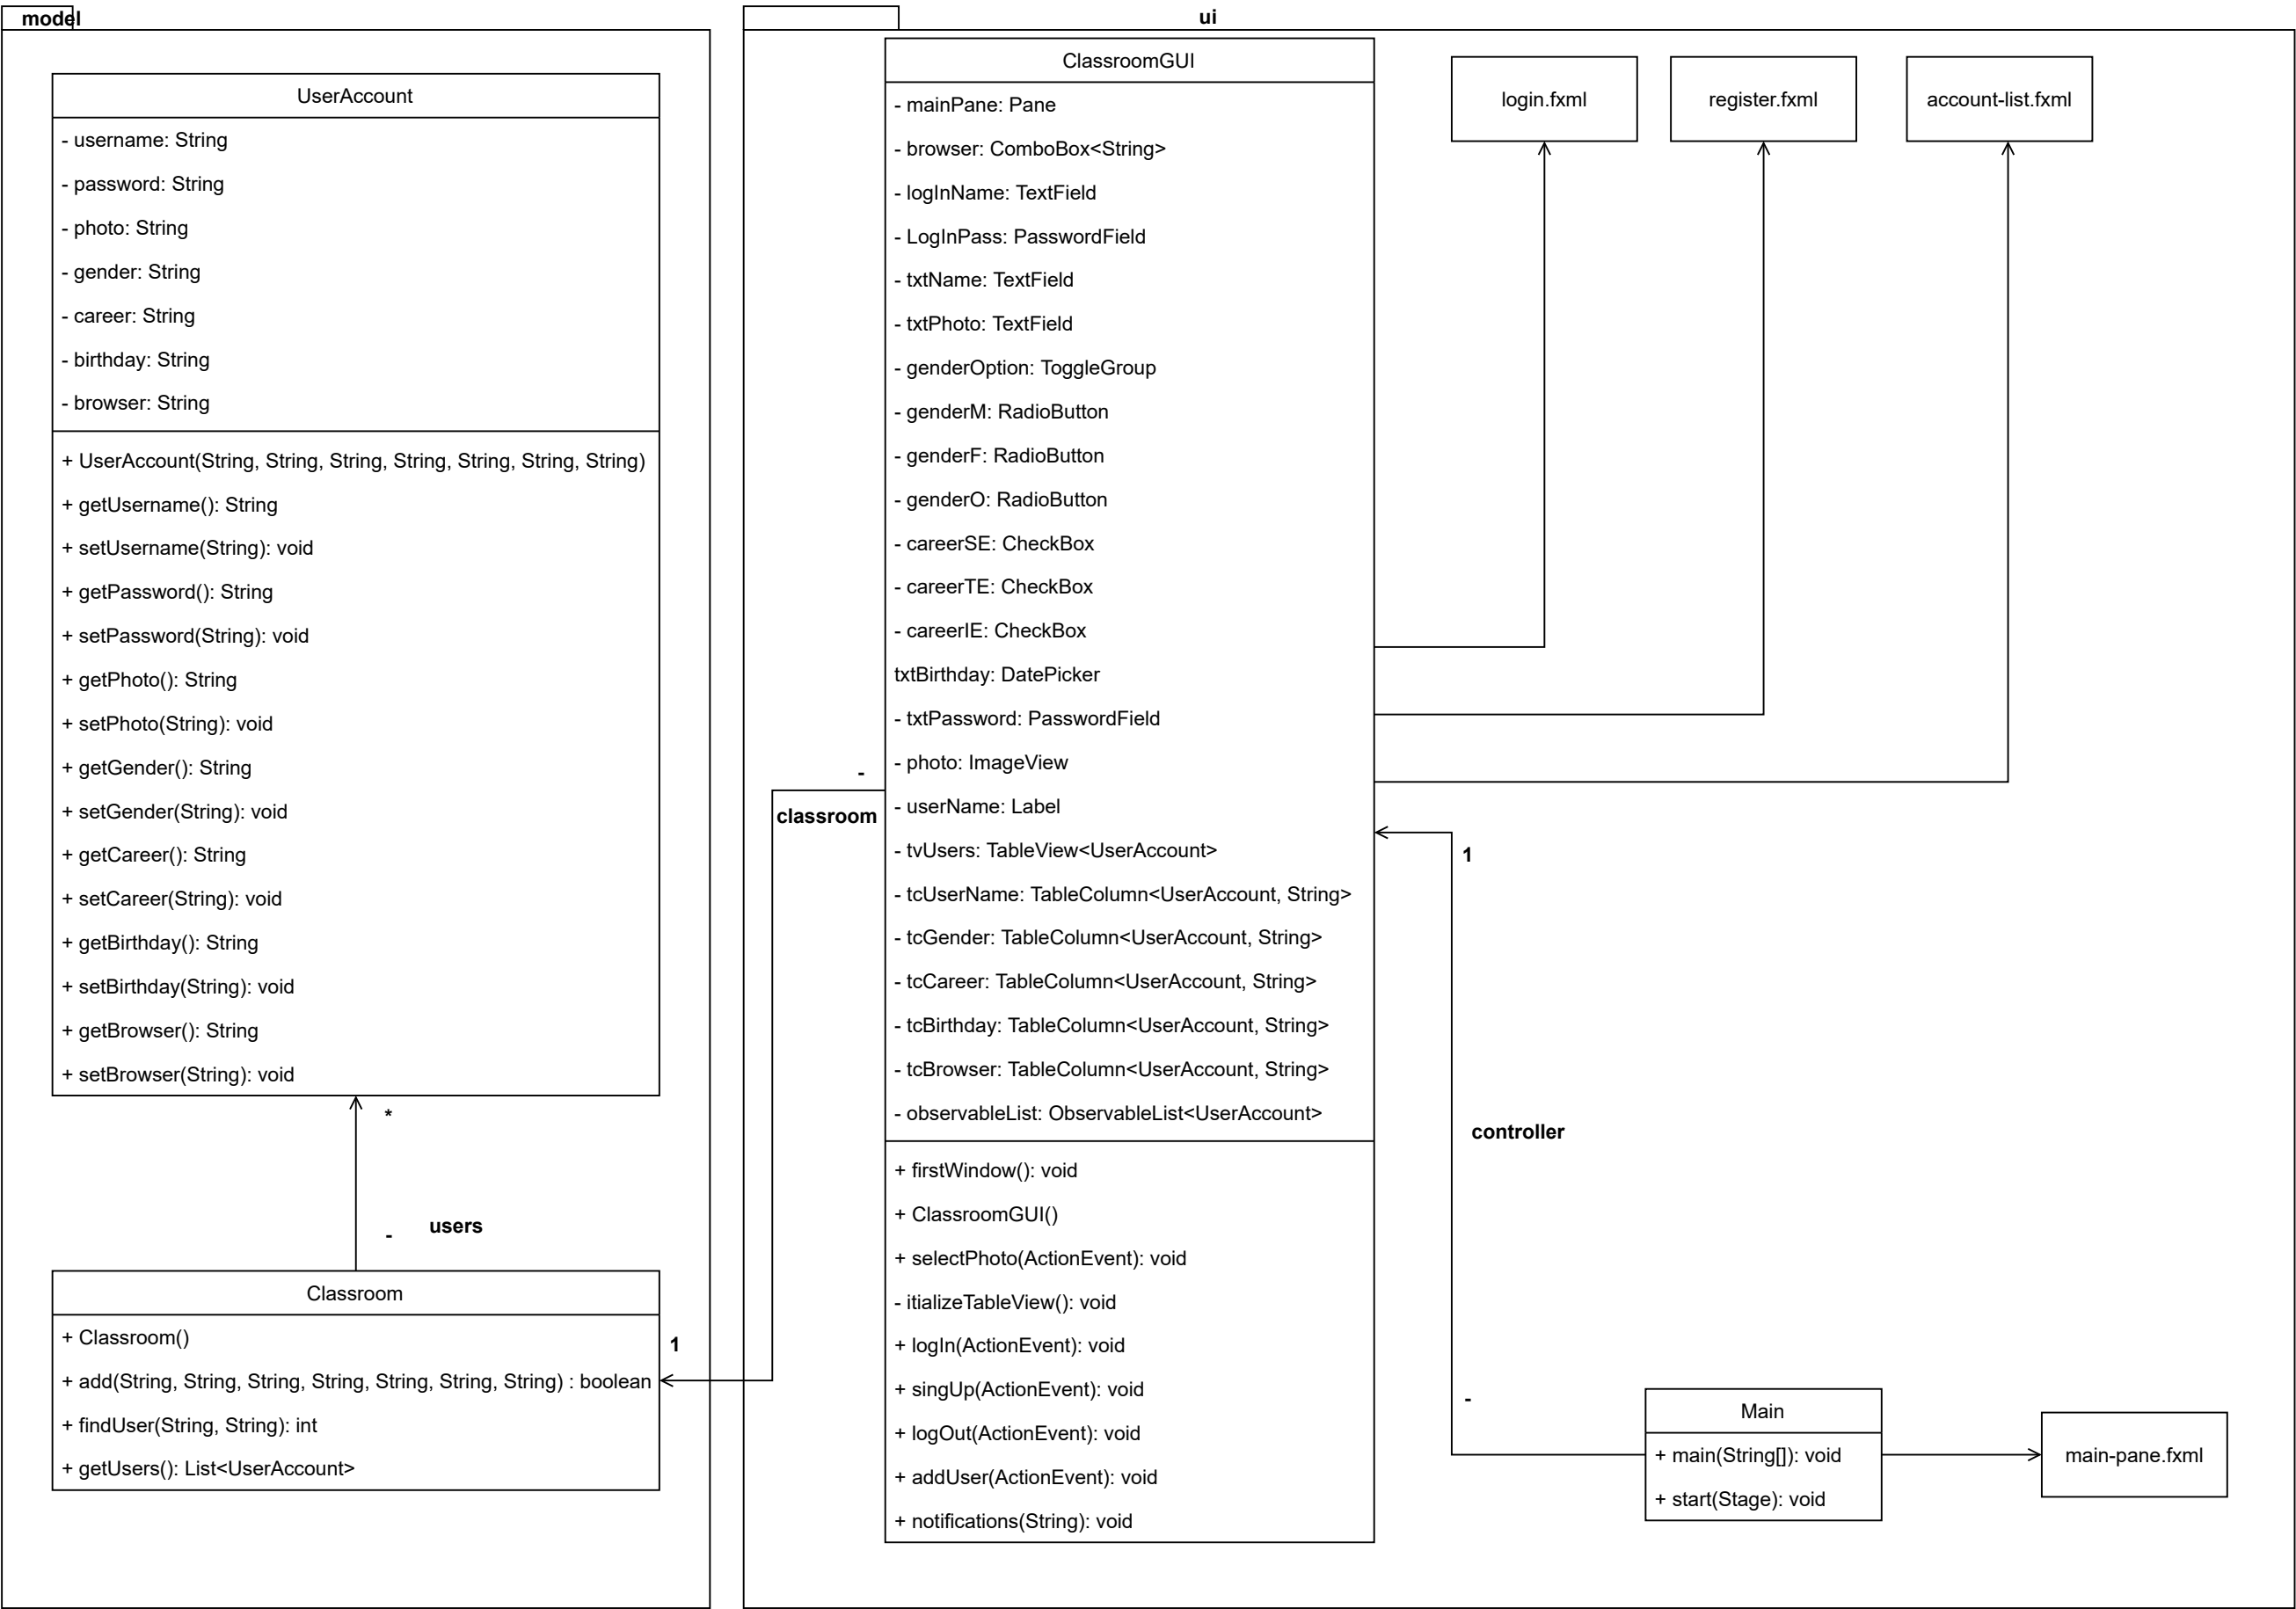 model
UserAccount
- username: String
- password: String
- photo: String
- gender: String
- career: String
- birthday: String
- browser: String
+ UserAccount(String, String, String, String, String, String, String)
+ getUsername(): String
+ setUsername(String): void
+ getPassword(): String
+ setPassword(String): void
+ getPhoto(): String
+ setPhoto(String): void
+ getGender(): String
+ setGender(String): void
+ getCareer(): String
+ setCareer(String): void
+ getBirthday(): String
+ setBirthday(String): void
+ getBrowser(): String
+ setBrowser(String): void
*
- users
Classroom
+ Classroom()
+ add(String, String, String, String, String, String, String) : boolean
+ findUser(String, String): int
+ getUsers(): List<UserAccount>
1
-
classroom
ui
ClassroomGUI
- mainPane: Pane
- browser: ComboBox<String>
- logInName: TextField
- LogInPass: PasswordField
- txtName: TextField
- txtPhoto: TextField
- genderOption: ToggleGroup
- genderM: RadioButton
- genderF: RadioButton
- genderO: RadioButton
- careerSE: CheckBox
- careerTE: CheckBox
- careerIE: CheckBox
txtBirthday: DatePicker
- txtPassword: PasswordField
- photo: ImageView
- userName: Label
- tvUsers: TableView<UserAccount>
- tcUserName: TableColumn<UserAccount, String>
- tcGender: TableColumn<UserAccount, String>
- tcCareer: TableColumn<UserAccount, String>
- tcBirthday: TableColumn<UserAccount, String>
- tcBrowser: TableColumn<UserAccount, String>
- observableList: ObservableList<UserAccount>
+ firstWindow(): void
+ ClassroomGUI()
+ selectPhoto(ActionEvent): void
- itializeTableView(): void
+ logIn(ActionEvent): void
+ singUp(ActionEvent): void
+ logOut(ActionEvent): void
+ addUser(ActionEvent): void
+ notifications(String): void
login.fxml
register.fxml
account-list.fxml
1
controller
-
Main
+ main(String[]): void
+ start(Stage): void
main-pane.fxml